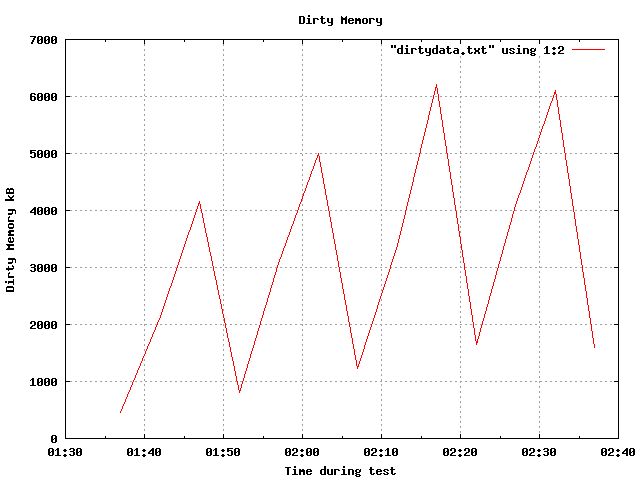 Dirty Memory
"dirtydata.txt" using 1:2
7000
6000
5000
4000
3000
2000
1000
0
Dirty Memory kB
01:30 01:40 01:50 02:00 02:10 02:20 02:30 02:40
Time during test